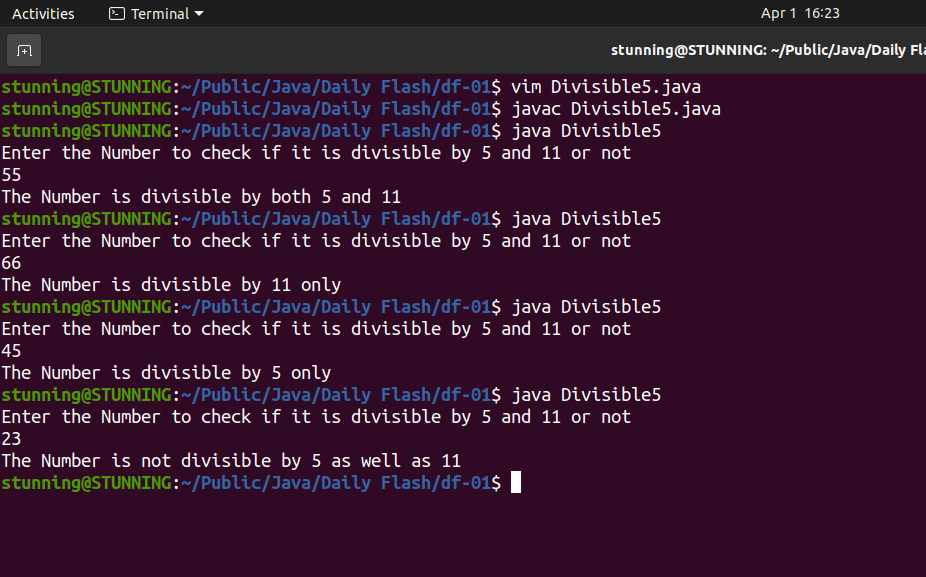 Activities Terminal Apr 1 16:23
stunning@STUNNING: ~/Public/Java/Daily
stunning@STUNNING:~/Public/Java/Daily Flash/df-01$ vim Divisible5.java
stunning@STUNNING:~/Public/Java/Daily Flash/df-01$ javac Divisible5.java
stunning@STUNNING:~/Public/Java/Daily Flash/df-01$ java Divisible5
Enter the Number to check if it is divisible by 5 and 11 or not
55
The Number is divisible by both 5 and 11
stunning@STUNNING:~/Public/Java/Daily Flash/df-01$ java Divisible5
Enter the Number to check if it is divisible by 5 and 11 or not
66
The Number is divisible by 11 only
stunning@STUNNING:~/Public/Java/Daily Flash/df-01$ java Divisible5
Enter the Number to check if it is divisible by 5 and 11 or not
45
The Number is divisible by 5 only
stunning@STUNNING:~/Public/Java/Daily Flash/df-01$ java Divisible5
Enter the Number to check if it is divisible by 5 and 11 or not
23
The Number is not divisible by 5 as well as 11
stunning@STUNNING:~/Public/Java/Daily Flash/df-01$